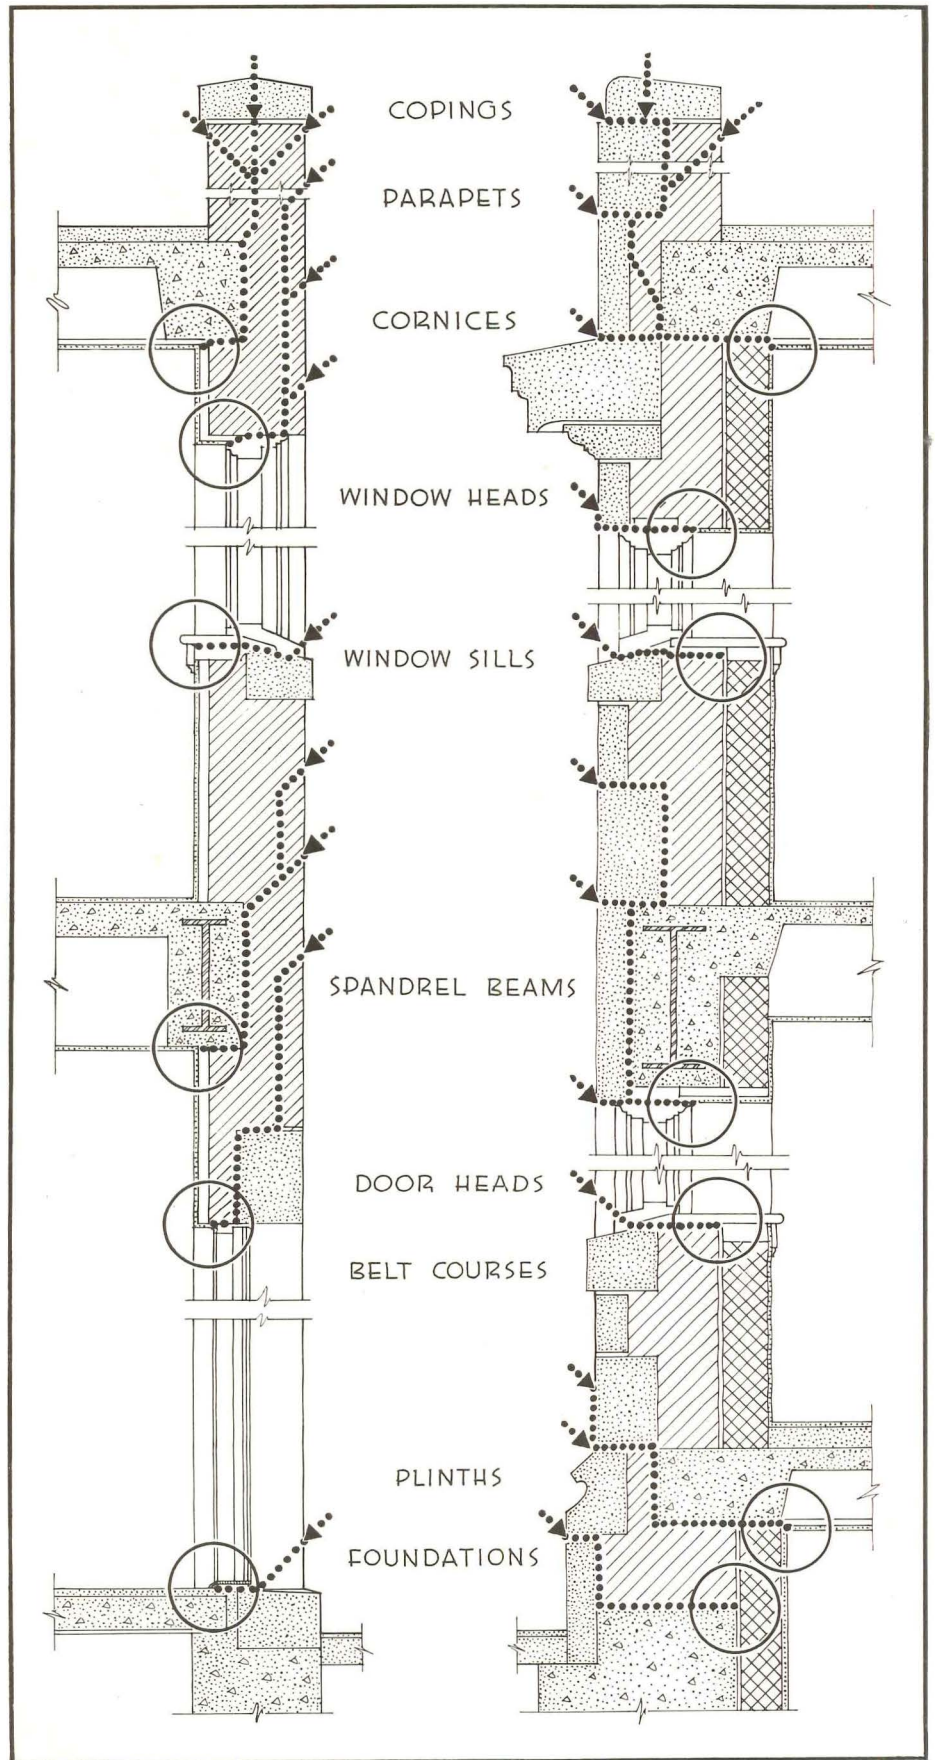 COPINGS
PARAPETS
CORNICES
WINDOW HEADS
WINDOW SILLS
SPANDREL BEAMS
DOOR HEADS
BELT COURSES
PLINTHS
FOUNDATIONS